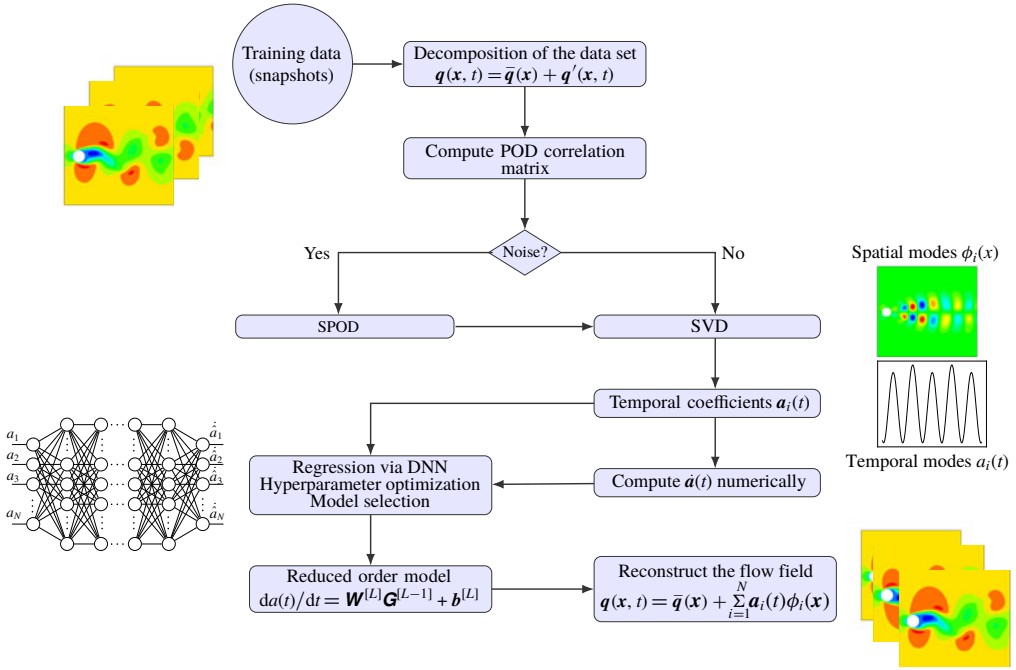 Training data
(snapshots)
Decomposition of the data set
q(x, t) = q̅(x) + q′(x, t)
Compute POD correlation
matrix
Noise?
Yes
No
SPOD
SVD
Spatial modes ϕᵢ(x)
Temporal coefficients aᵢ(t)
Temporal modes aᵢ(t)
Regression via DNN
Hyperparameter optimization
Model selection
Compute ȧ(t) numerically
a₁
a₂
a₃
a_N
â̇₁
â̇₂
â̇₃
â̇_N
Reduced order model
da(t)/dt = W^[L]G^[L−1] + b^[L]
Reconstruct the flow field
q(x, t) = q̅(x) + Σ_{i=1}^{N} aᵢ(t)ϕᵢ(x)